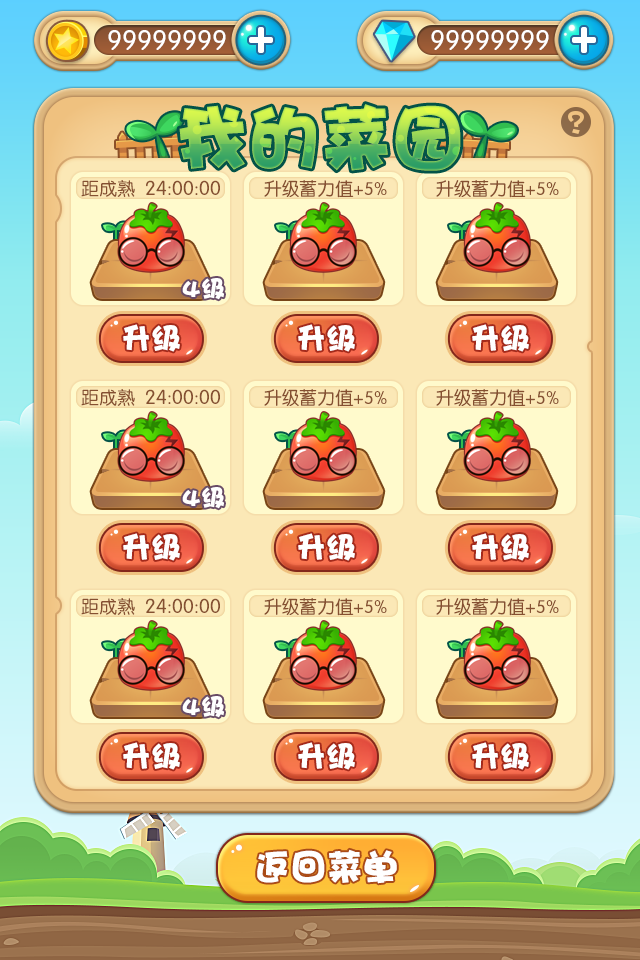 99999999 + 99999999 +
我的菜园 ?
距成熟 24:00:00 升级蓄力值+5% 升级蓄力值+5%
4级
升级 升级 升级
距成熟 24:00:00 升级蓄力值+5% 升级蓄力值+5%
4级
升级 升级 升级
距成熟 24:00:00 升级蓄力值+5% 升级蓄力值+5%
4级
升级 升级 升级
返回菜单